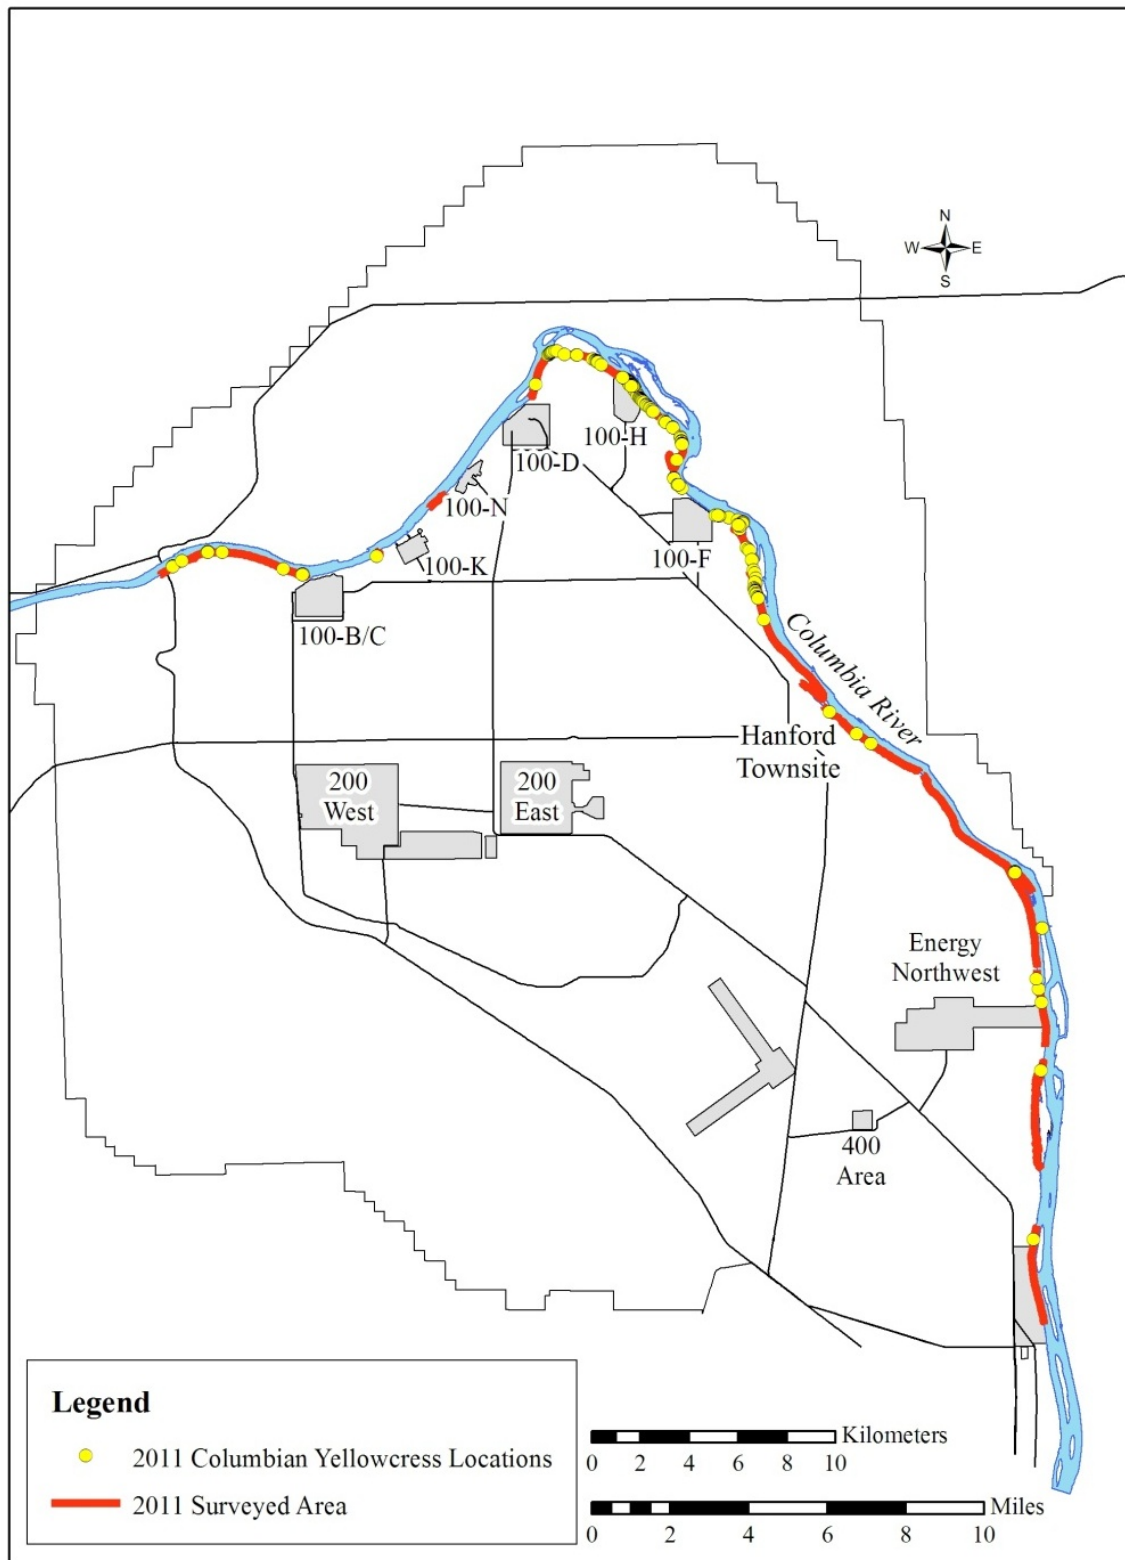 N
W E
S
100-H
100-D
100-N
100-F
100-K
100-B/C
Columbia River
Hanford
Townsite
200
West
200
East
Energy
Northwest
400
Area
Legend
2011 Columbian Yellowcress Locations
2011 Surveyed Area
Kilometers
0 2 4 6 8 10
Miles
0 2 4 6 8 10